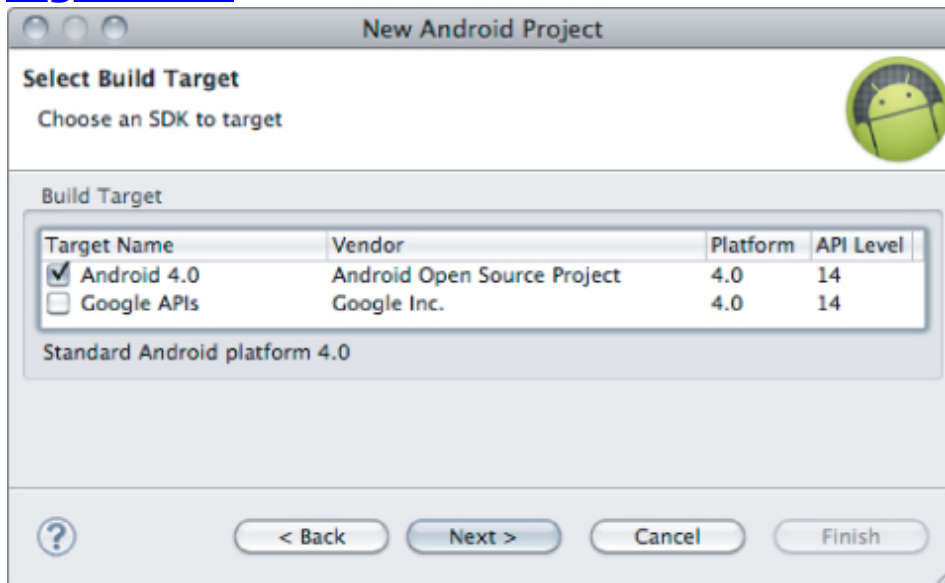 New Android Project
Select Build Target
Choose an SDK to target
Build Target
Target Name Vendor Platform API Level
Android 4.0 Android Open Source Project 4.0 14
Google APIs Google Inc. 4.0 14
Standard Android platform 4.0
? < Back Next > Cancel Finish